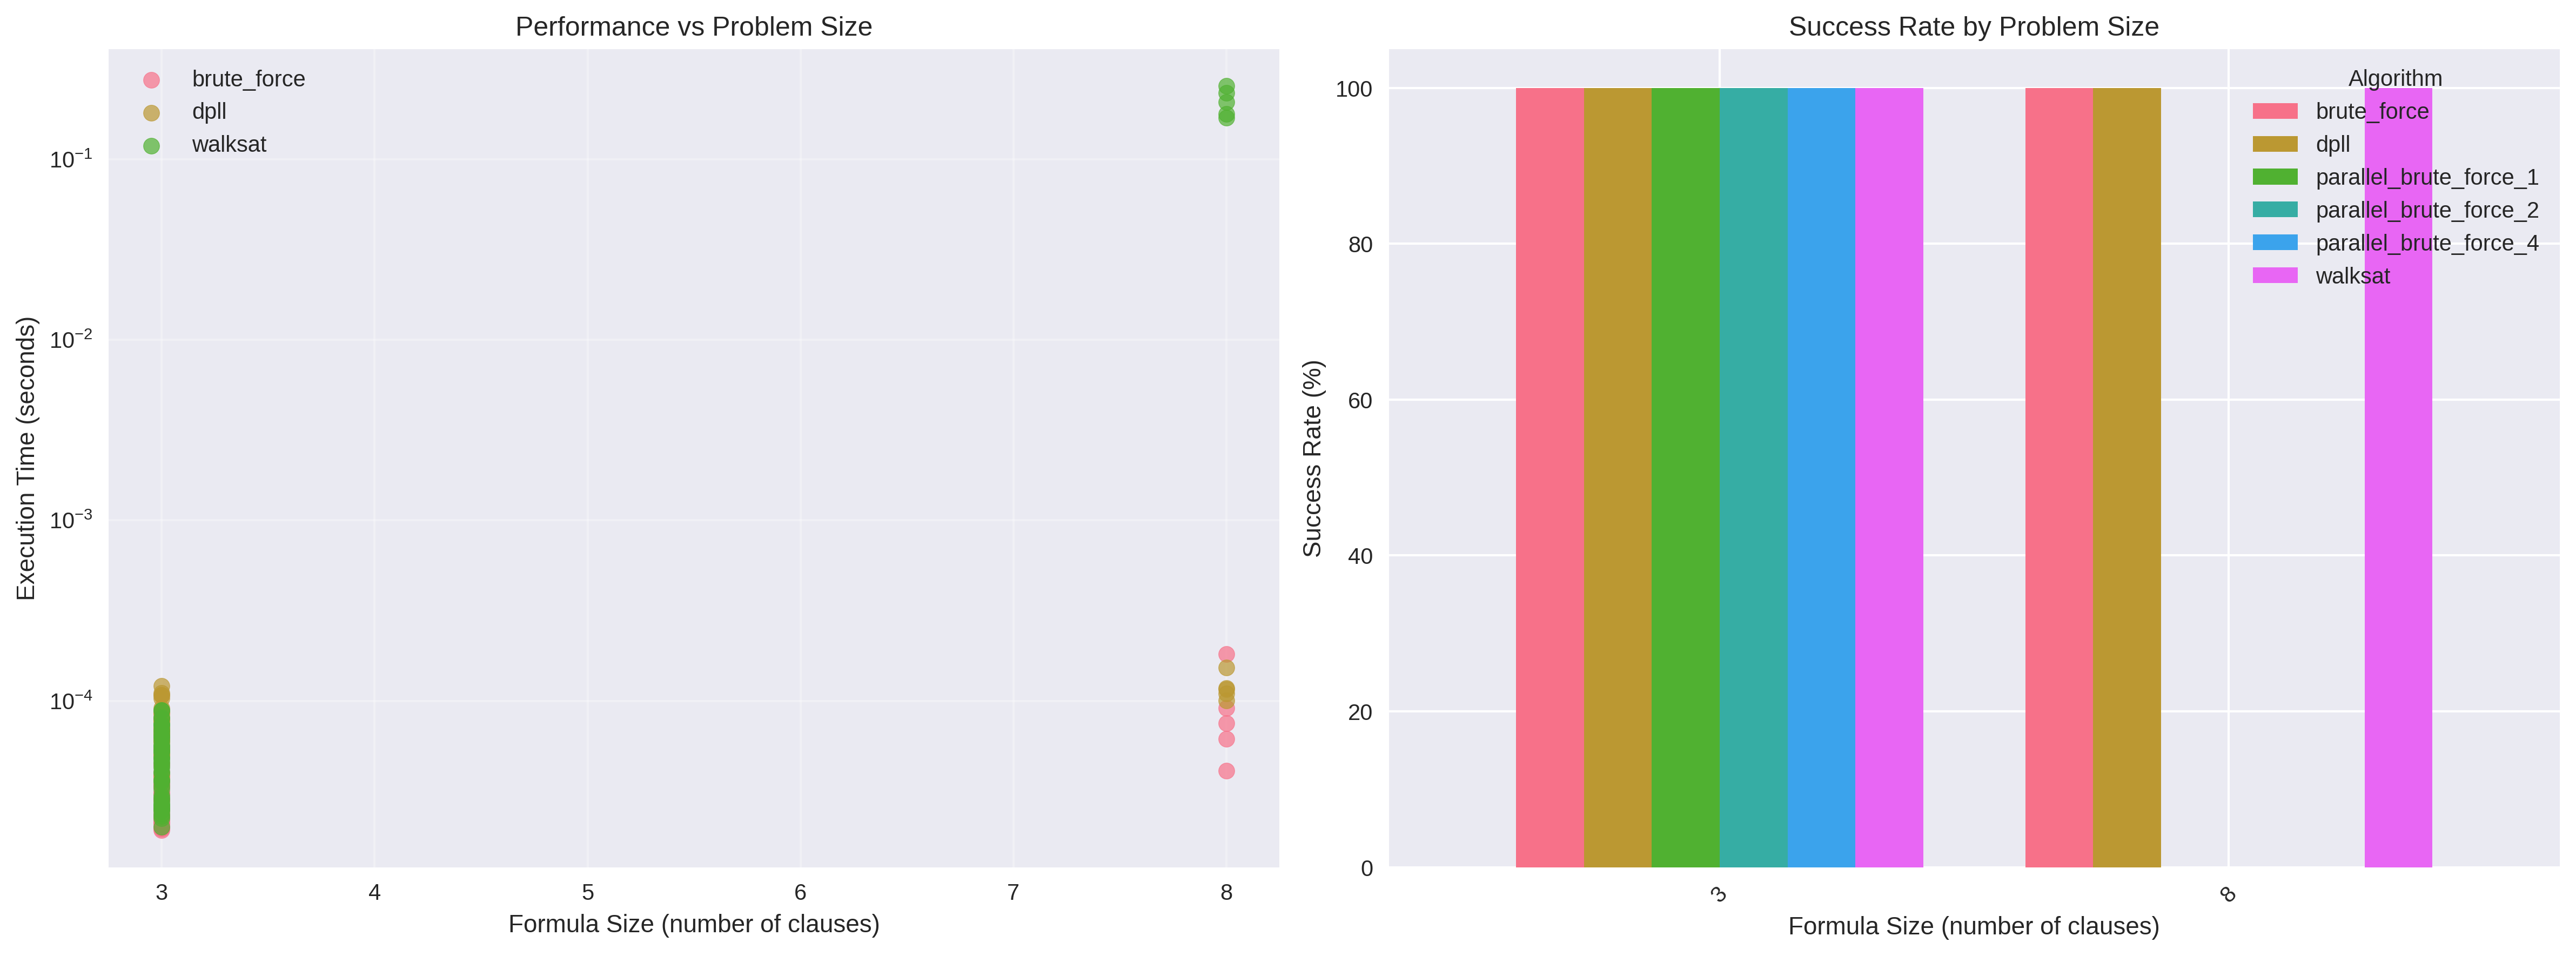 Performance vs Problem Size
brute_force
dpll
walksat
10⁻¹
10⁻²
10⁻³
10⁻⁴
Execution Time (seconds)
3 4 5 6 7 8
Formula Size (number of clauses)
Success Rate by Problem Size
Algorithm
brute_force
dpll
parallel_brute_force_1
parallel_brute_force_2
parallel_brute_force_4
walksat
100
80
60
40
20
0
Success Rate (%)
3 8
Formula Size (number of clauses)